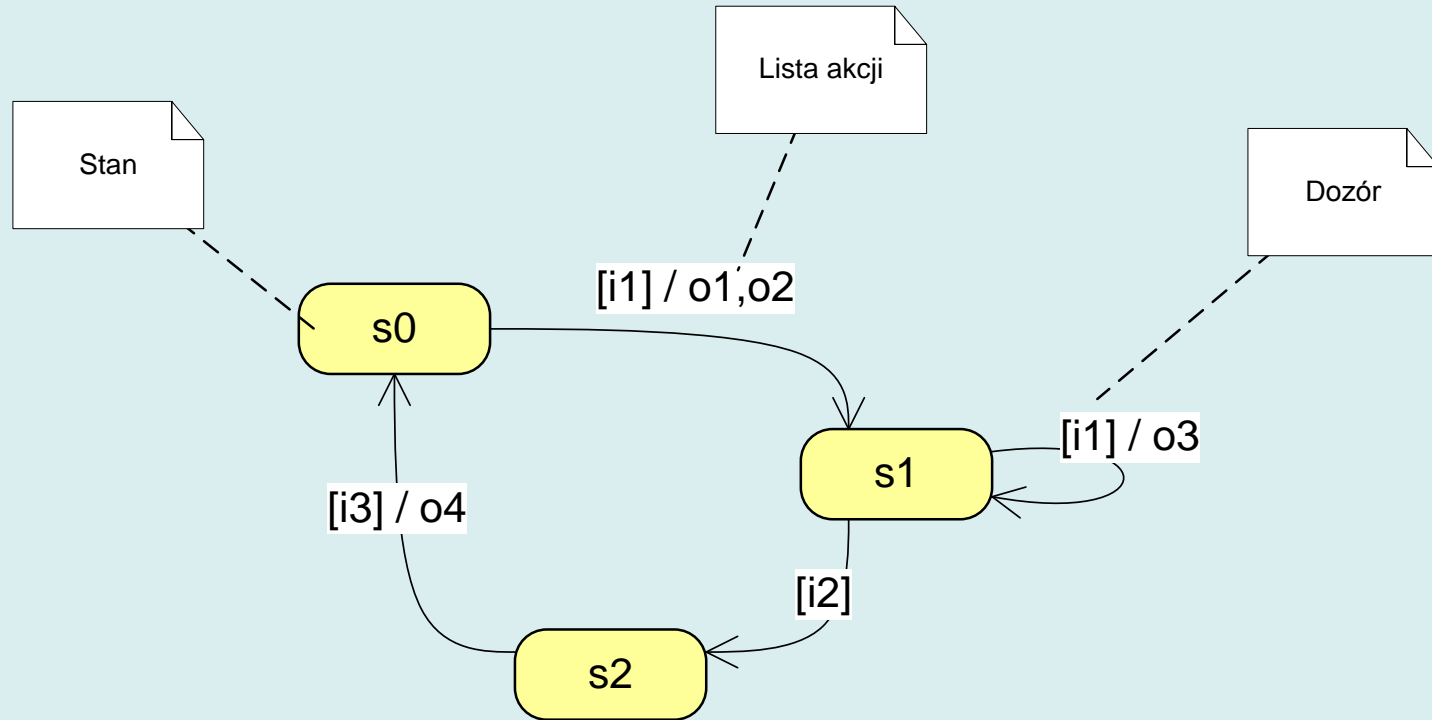 Lista akcji
Stan
Dozór
[i1] / o1,o2
s0
[i1] / o3
s1
[i3] / o4
[i2]
s2